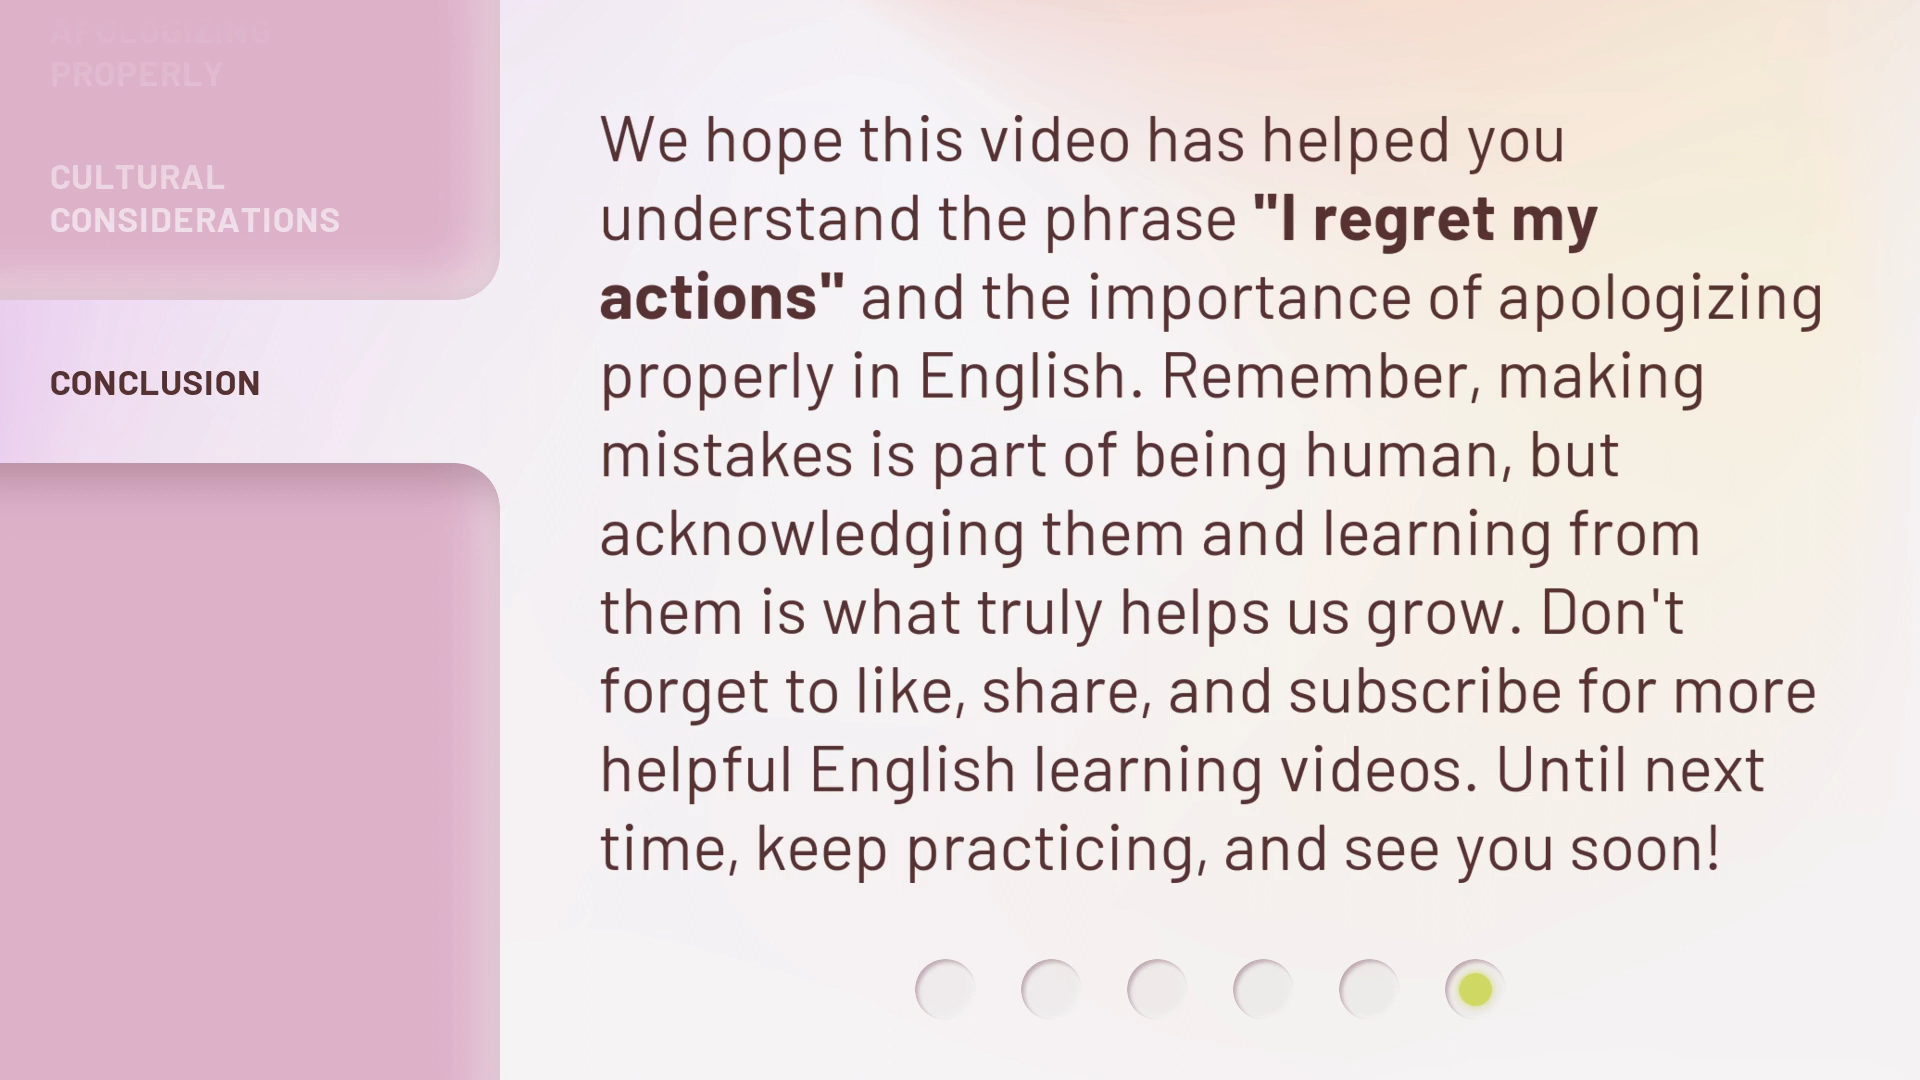 APOLOGIZING
PROPERLY
CULTURAL
CONSIDERATIONS
CONCLUSION
We hope this video has helped you
understand the phrase "I regret my
actions" and the importance of apologizing
properly in English. Remember, making
mistakes is part of being human, but
acknowledging them and learning from
them is what truly helps us grow. Don't
forget to like, share, and subscribe for more
helpful English learning videos. Until next
time, keep practicing, and see you soon!